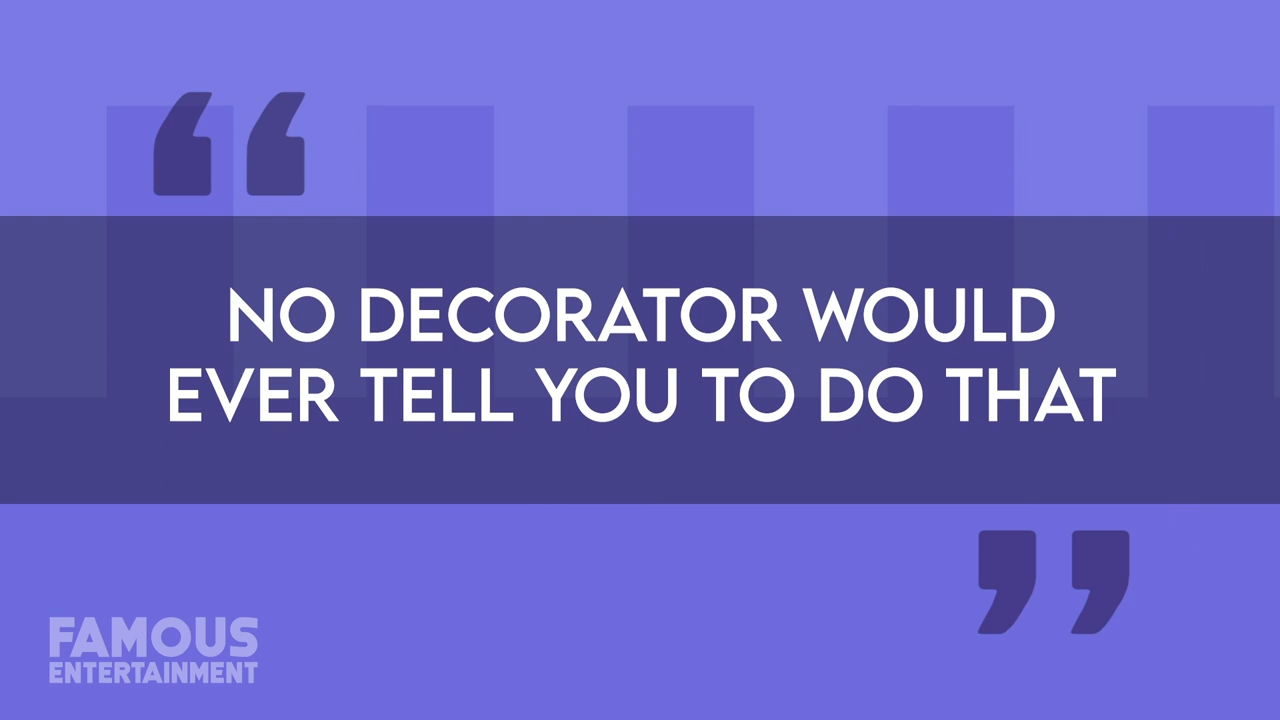 “
NO DECORATOR WOULD
EVER TELL YOU TO DO THAT
”
FAMOUS
ENTERTAINMENT